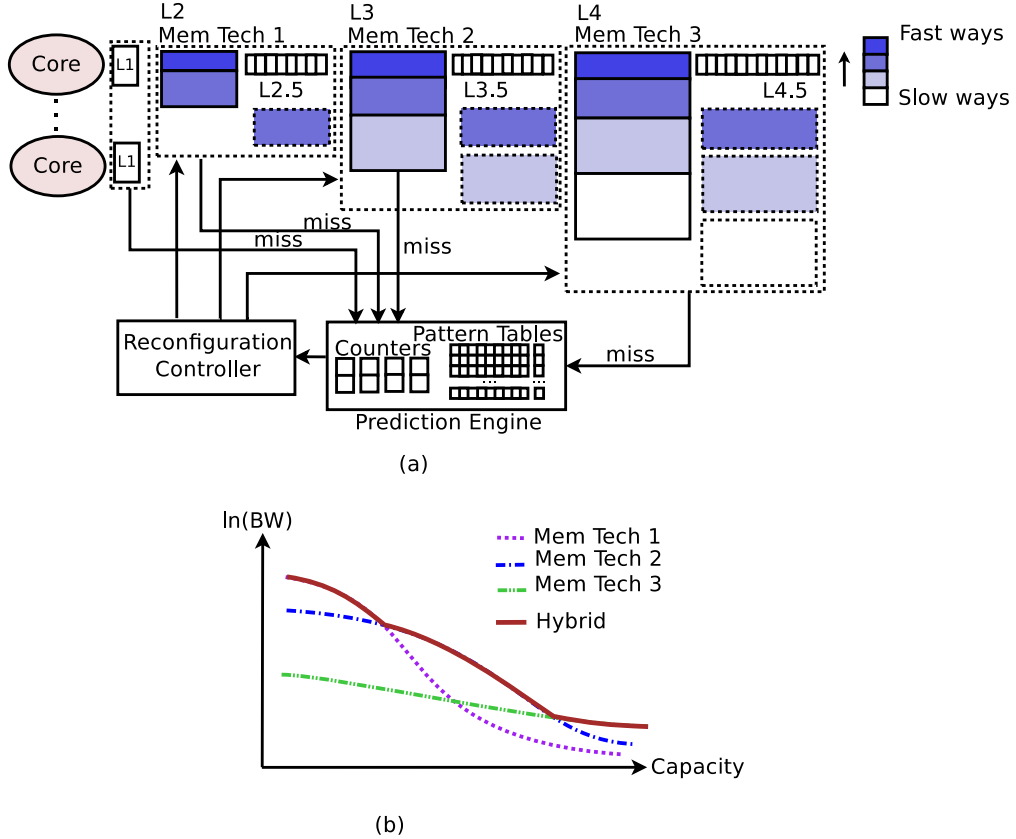 L2
Mem Tech 1
L3
Mem Tech 2
L4
Mem Tech 3
Fast ways
Slow ways
Core
L1
L2.5
L3.5
L4.5
Core
L1
miss
miss
miss
Reconfiguration
Controller
Pattern Tables
Counters
...
...
miss
Prediction Engine
(a)
ln(BW)
Mem Tech 1
Mem Tech 2
Mem Tech 3
Hybrid
Capacity
(b)